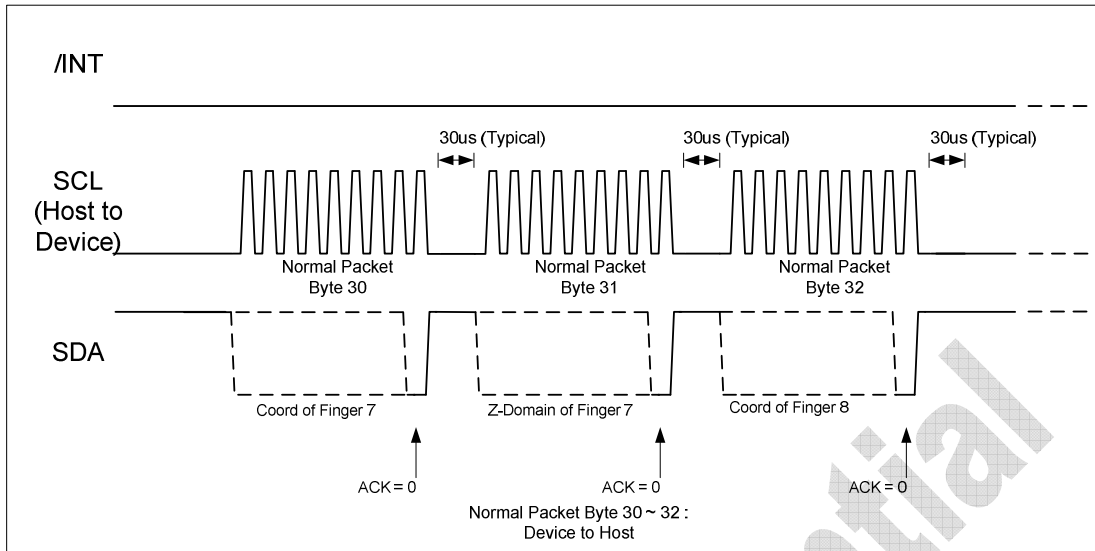 /INT
30us (Typical)
30us (Typical)
30us (Typical)
SCL
(Host to
Device)
Normal Packet
Byte 30
Normal Packet
Byte 31
Normal Packet
Byte 32
SDA
Coord of Finger 7
Z-Domain of Finger 7
Coord of Finger 8
ACK = 0
ACK = 0
ACK = 0
Normal Packet Byte 30 ~ 32 :
Device to Host
ntial